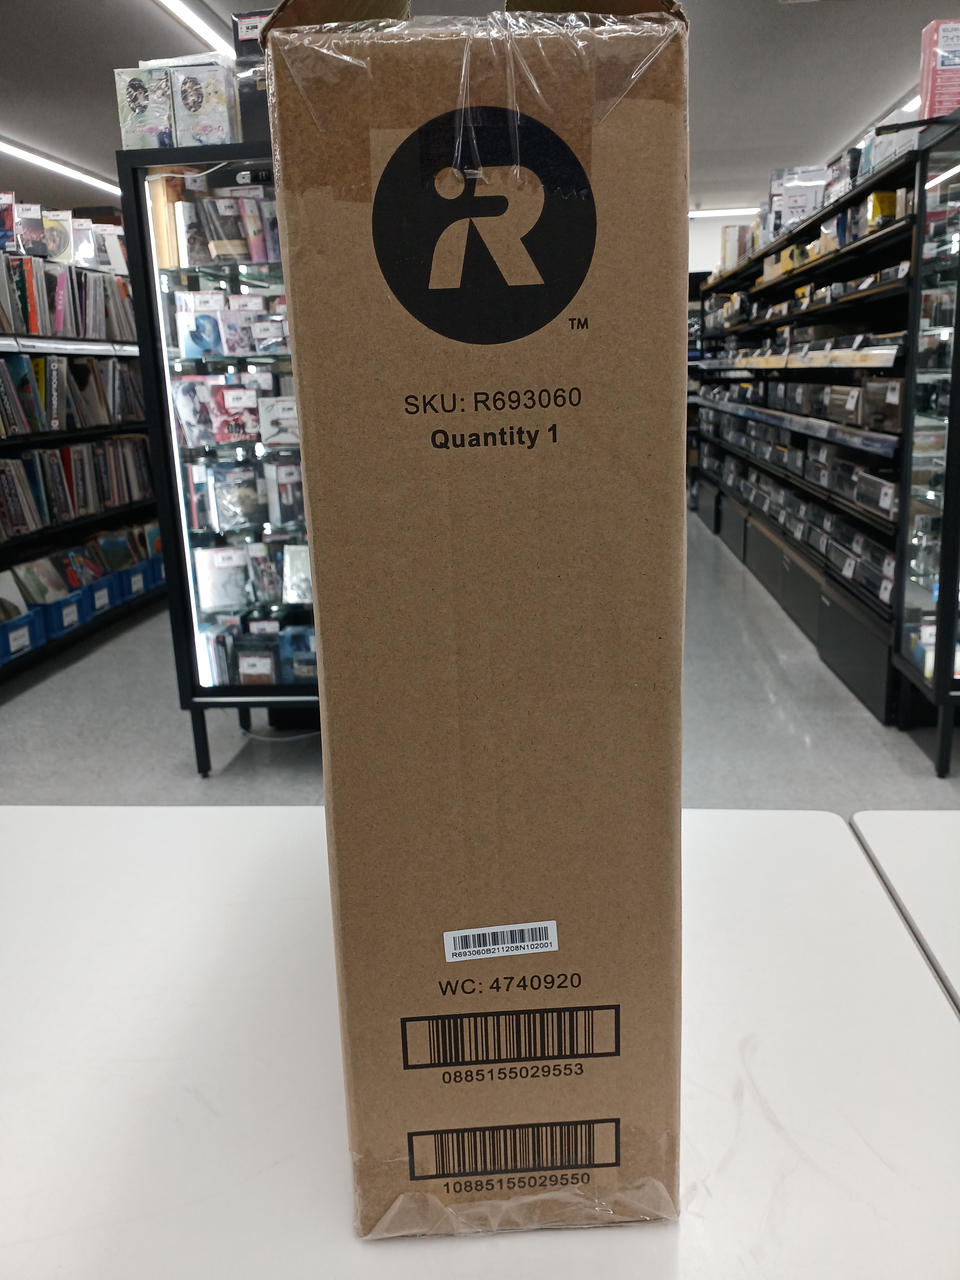 R
TM
SKU: R693060
Quantity 1
R693060B211208N102001
WC: 4740920
0885155029553
10885155029550